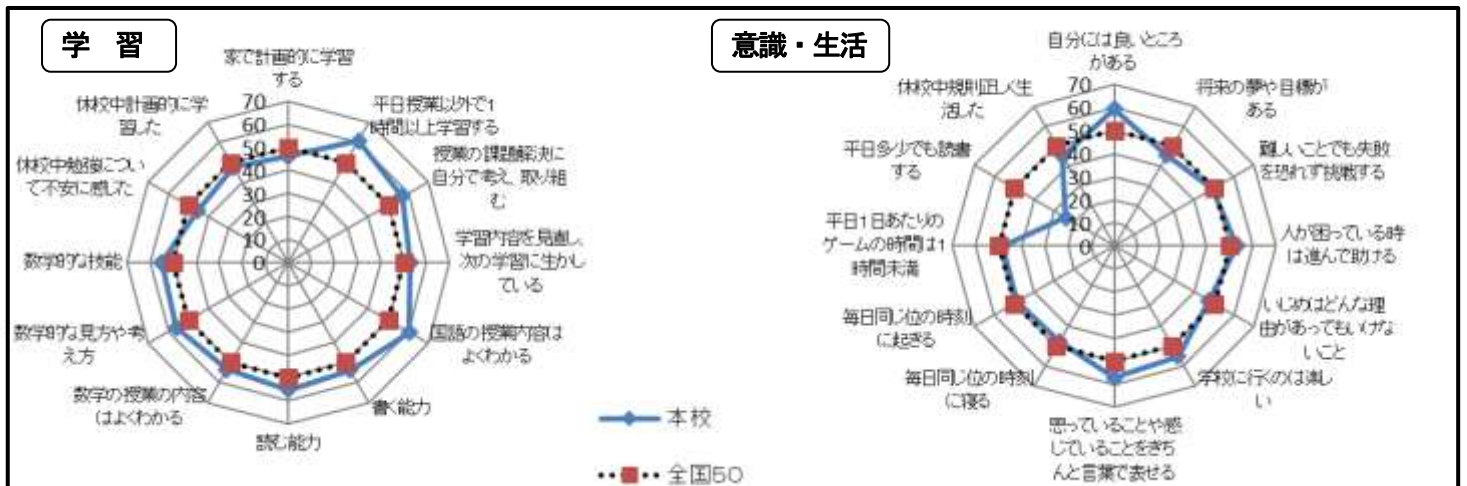 学 習
家で計画的に学習
する
平日授業以外で1
時間以上学習する
授業の課題解決に
自分で考え、取り組
む
学習内容を見直し、
次の学習に生かし
ている
国語の授業内容は
よくわかる
書く能力
読む能力
数学の授業の内容
はよくわかる
数学的な見方や考
え方
数学的な技能
休校中勉強につい
て不安に感じた
休校中計画的に学
習した
70
60
50
40
30
20
10
0
意識・生活
自分には良いところ
がある
将来の夢や目標が
ある
難しいことでも失敗
を恐れず挑戦する
人が困っている時
は進んで助ける
いじめはどんな理
由があってもいけな
いこと
学校に行くのは楽し
い
思っていることや感
じていることをきち
んと言葉で表せる
毎日同じ位の時刻
に寝る
毎日同じ位の時刻
に起きる
平日1日あたりの
ゲームの時間は1
時間未満
平日多少でも読書
する
休校中規則正しく生
活した
70
60
50
40
30
20
10
0
本校
全国50